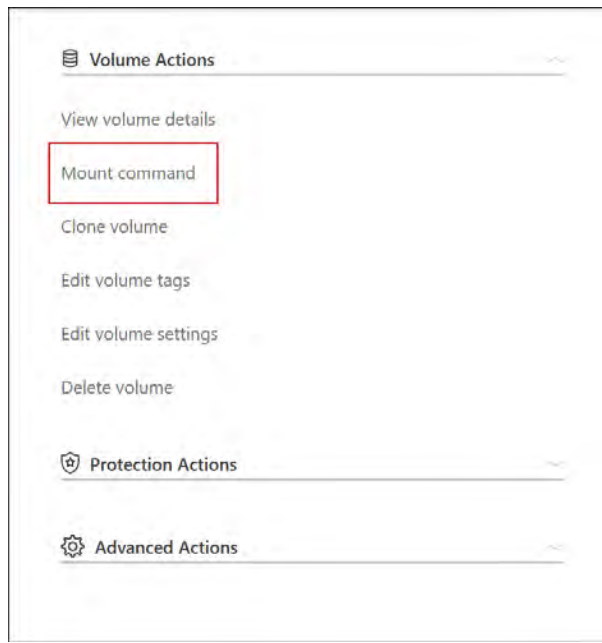 Volume Actions
View volume details
Mount command
Clone volume
Edit volume tags
Edit volume settings
Delete volume
Protection Actions
Advanced Actions